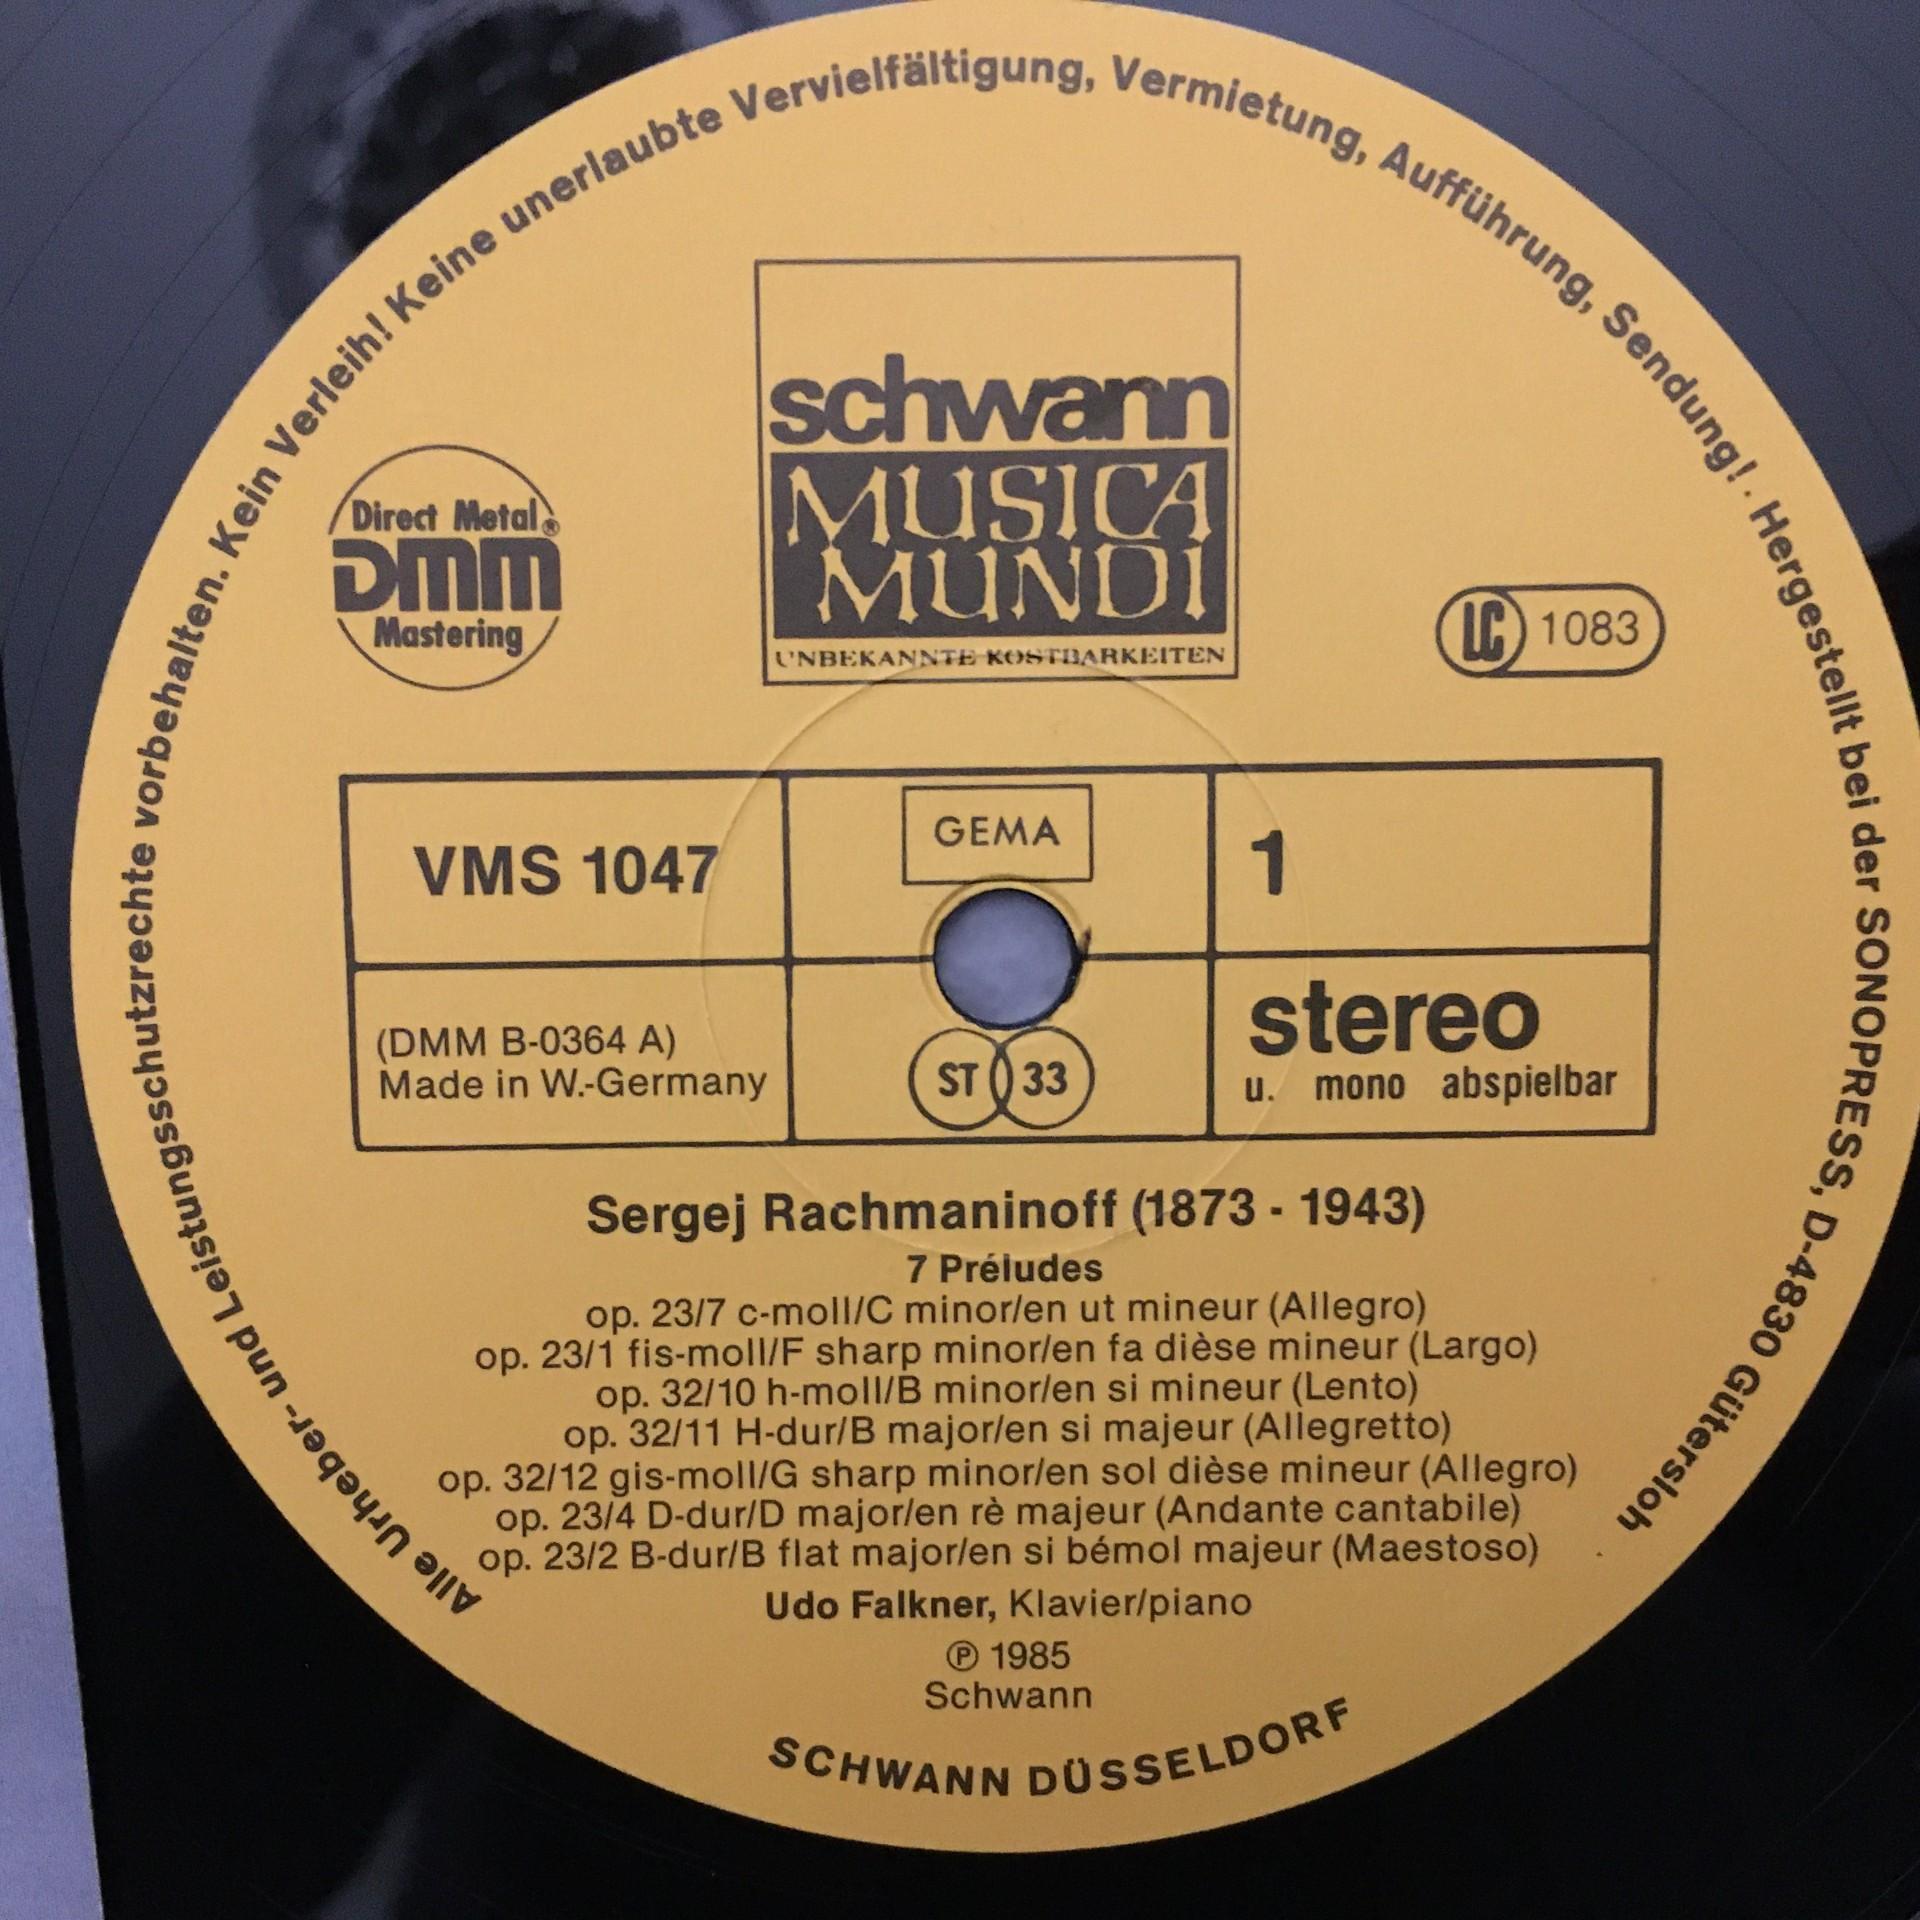 Alle Urheber- und Leistungsschutzrechte vorbehalten. Kein Verleih! Keine unerlaubte Vervielfältigung, Vermietung, Aufführung, Sendung! · Hergestellt bei der SONOPRESS, D-4830 Gütersloh
schwann
MUSICA
MUNDI
UNBEKANNTE KOSTBARKEITEN
Direct Metal®
DMM
Mastering
LC 1083
VMS 1047
GEMA
1
(DMM B-0364 A)
Made in W.-Germany
ST 33
stereo
u. mono abspielbar
Sergej Rachmaninoff (1873 - 1943)
7 Préludes
op. 23/7 c-moll/C minor/en ut mineur (Allegro)
op. 23/1 fis-moll/F sharp minor/en fa dièse mineur (Largo)
op. 32/10 h-moll/B minor/en si mineur (Lento)
op. 32/11 H-dur/B major/en si majeur (Allegretto)
op. 32/12 gis-moll/G sharp minor/en sol dièse mineur (Allegro)
op. 23/4 D-dur/D major/en rè majeur (Andante cantabile)
op. 23/2 B-dur/B flat major/en si bémol majeur (Maestoso)
Udo Falkner, Klavier/piano
℗ 1985
Schwann
SCHWANN DÜSSELDORF